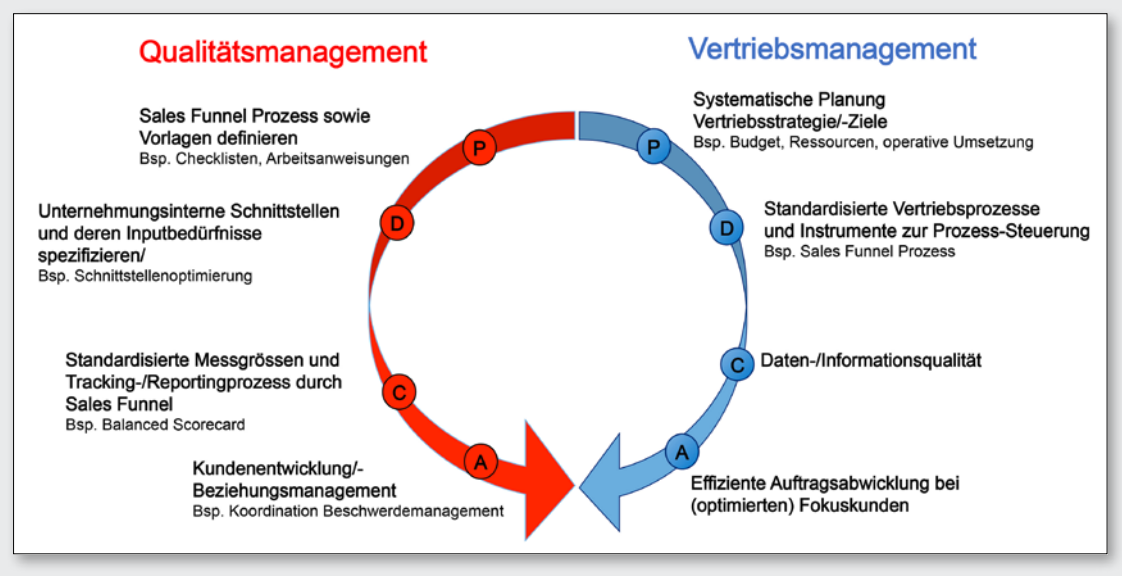 Qualitätsmanagement
Sales Funnel Prozess sowie
Vorlagen definieren
Bsp. Checklisten, Arbeitsanweisungen
P
Unternehmungsinterne Schnittstellen
und deren Inputbedürfnisse
spezifizieren/
Bsp. Schnittstellenoptimierung
D
Standardisierte Messgrössen und
Tracking-/Reportingprozess durch
Sales Funnel
Bsp. Balanced Scorecard
C
Kundenentwicklung/-
Beziehungsmanagement
Bsp. Koordination Beschwerdemanagement
A
Vertriebsmanagement
Systematische Planung
Vertriebsstrategie/-Ziele
Bsp. Budget, Ressourcen, operative Umsetzung
P
Standardisierte Vertriebsprozesse
und Instrumente zur Prozess-Steuerung
Bsp. Sales Funnel Prozess
D
Daten-/Informationsqualität
C
Effiziente Auftragsabwicklung bei
(optimierten) Fokuskunden
A